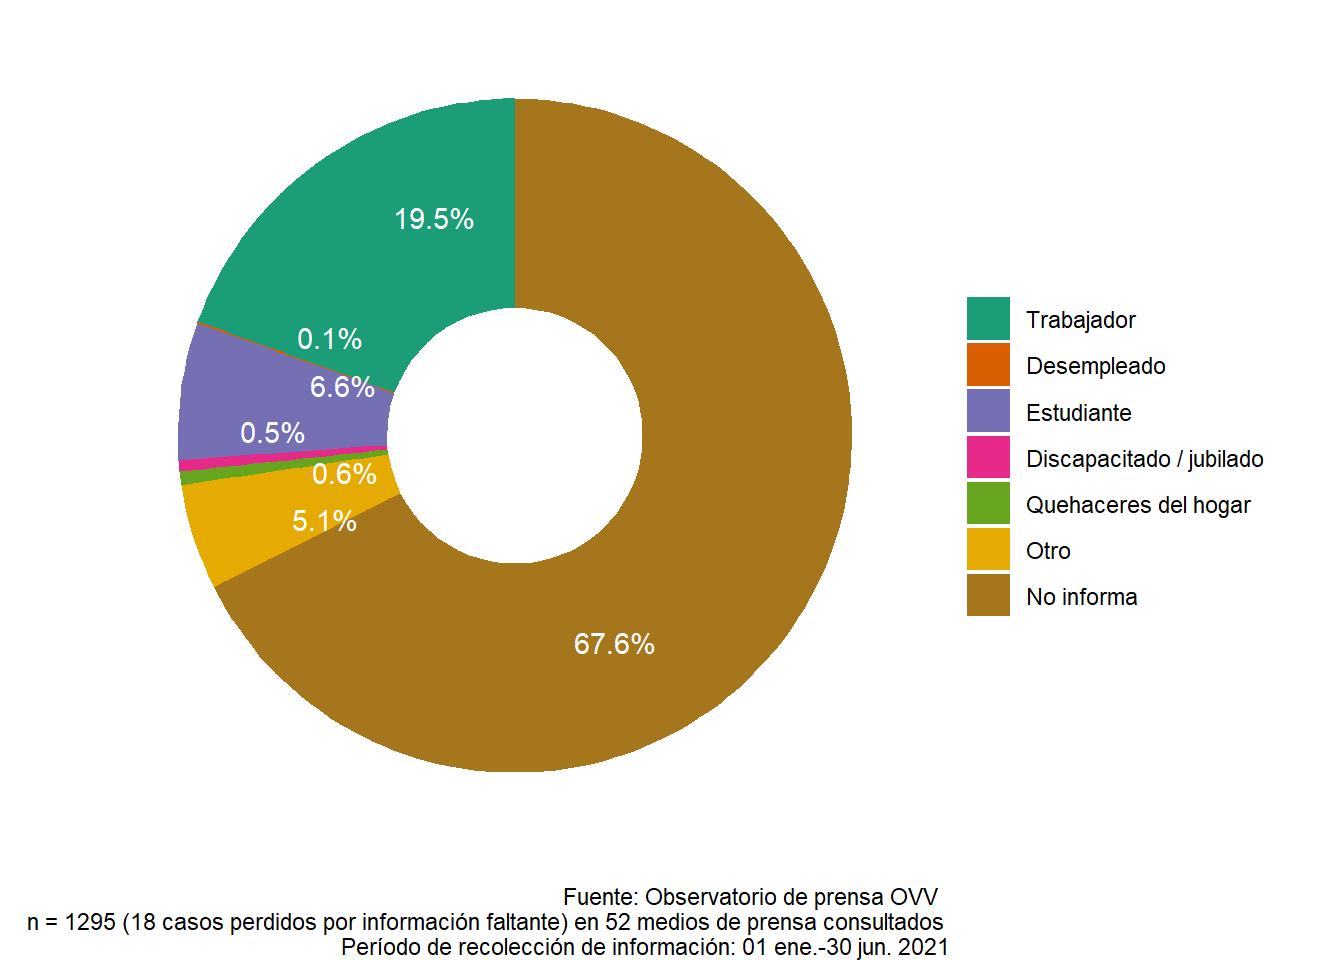 19.5%
0.1%
6.6%
0.5%
0.6%
5.1%
67.6%
Trabajador
Desempleado
Estudiante
Discapacitado / jubilado
Quehaceres del hogar
Otro
No informa
Fuente: Observatorio de prensa OVV
n = 1295 (18 casos perdidos por información faltante) en 52 medios de prensa consultados
Período de recolección de información: 01 ene.-30 jun. 2021